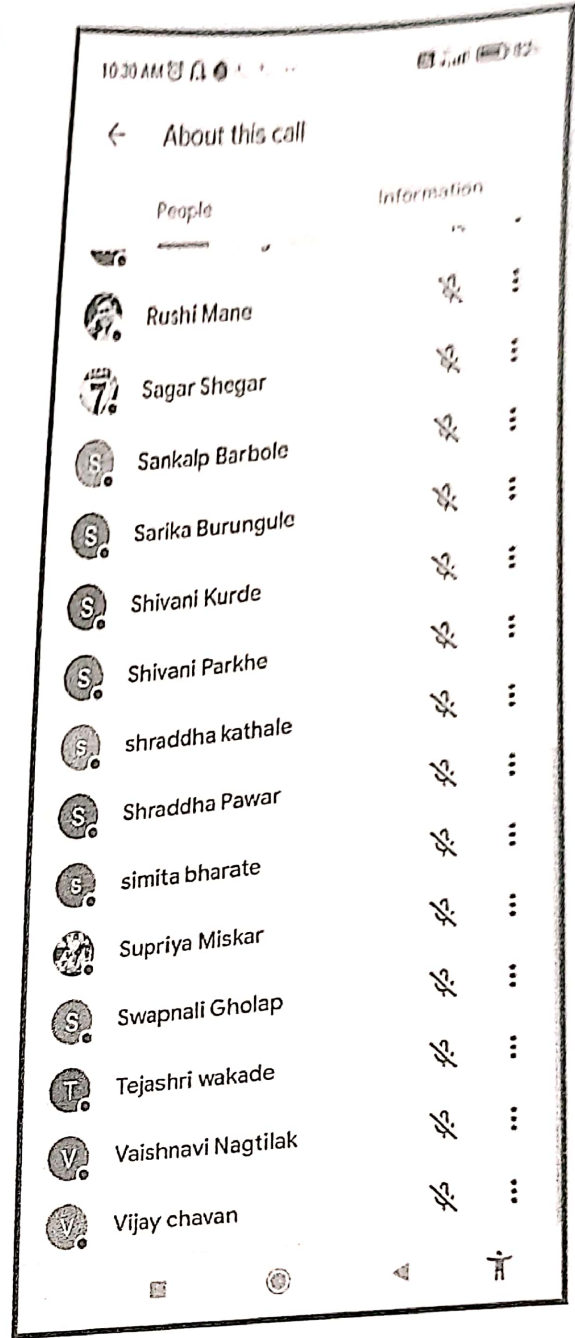 10:30 AM
About this call
People
Information
Rushi Mane
7
Sagar Shegar
S
Sankalp Barbole
S
Sarika Burungule
S
Shivani Kurde
S
Shivani Parkhe
s
shraddha kathale
S
Shraddha Pawar
s
simita bharate
Supriya Miskar
S
Swapnali Gholap
T
Tejashri wakade
V
Vaishnavi Nagtilak
V
Vijay chavan